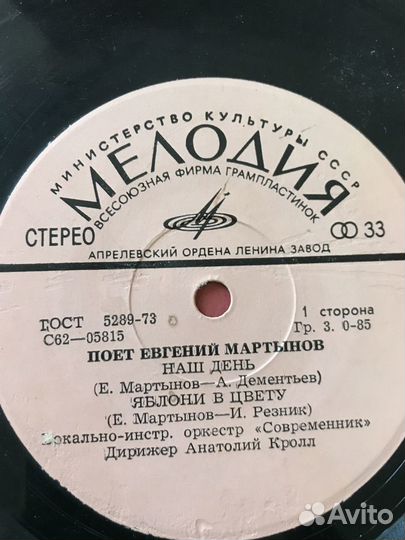 МИНИСТЕРСТВО КУЛЬТУРЫ СССР
МЕЛОДИЯ
ВСЕСОЮЗНАЯ ФИРМА ГРАМПЛАСТИНОК
СТЕРЕО
33
АПРЕЛЕВСКИЙ ОРДЕНА ЛЕНИНА ЗАВОД
ГОСТ 5289-73
1 сторона
С62—05815
Гр. 3. 0-85
ПОЕТ ЕВГЕНИЙ МАРТЫНОВ
НАШ ДЕНЬ
(Е. Мартынов—А. Дементьев)
ЯБЛОНИ В ЦВЕТУ
(Е. Мартынов—И. Резник)
Вокально-инстр. оркестр «Современник»
Дирижер Анатолий Кролл
Avito